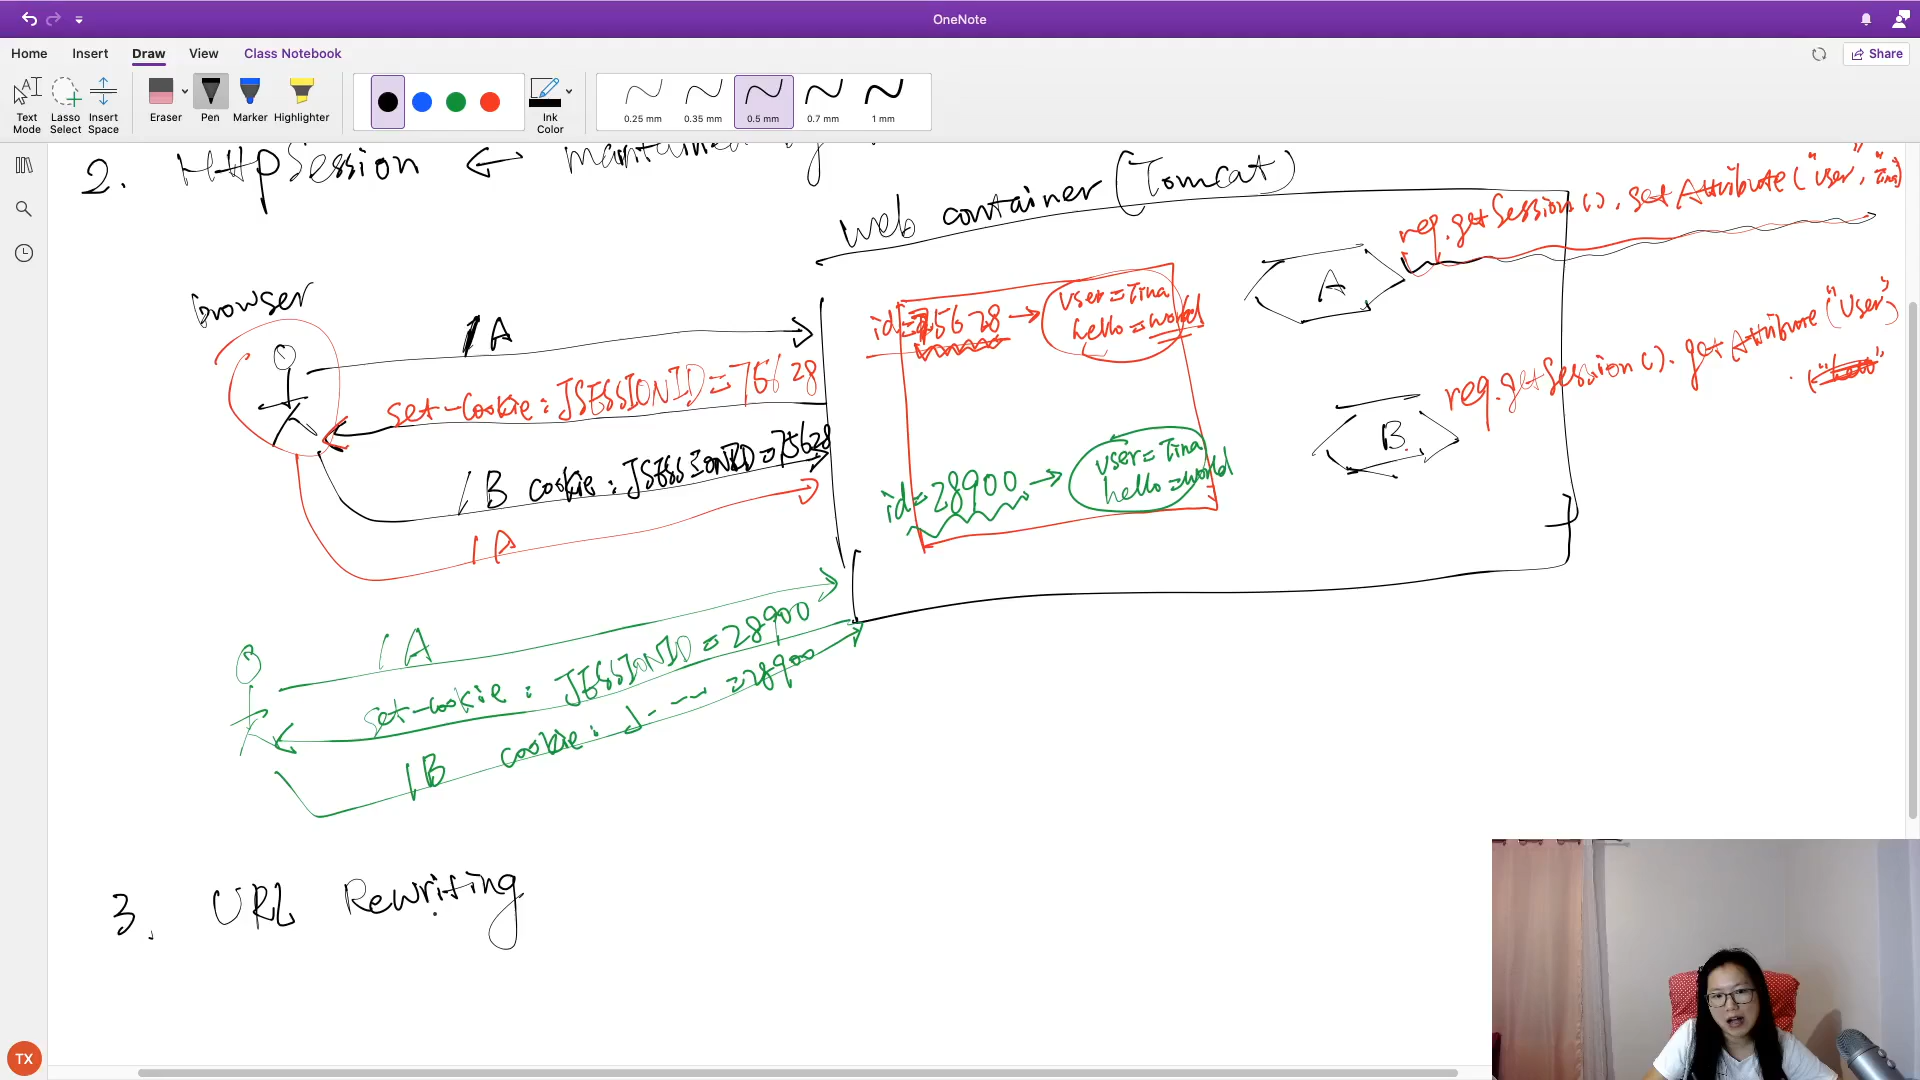 OneNote
Home Insert Draw View Class Notebook
Share
Text Mode
Lasso Select
Insert Space
Eraser
Pen
Marker
Highlighter
Ink Color
0.25 mm
0.35 mm
0.5 mm
0.7 mm
1 mm
2. HttpSession ↔ maintained
web container (Tomcat)
req.getSession().setAttribute("User", "Tina")
browser
A
/A
id=75628 → user=Tina
hello=world
set-Cookie: JSESSIONID=75628
req.getSession().getAttribute("User")
B
/B cookie: JSESSIONID=75628
id=28900 → user=Tina
hello=world
/A
/A
set-cookie: JSESSIONID=28900
/B cookie: J---=28900
3. URL Rewriting
TX